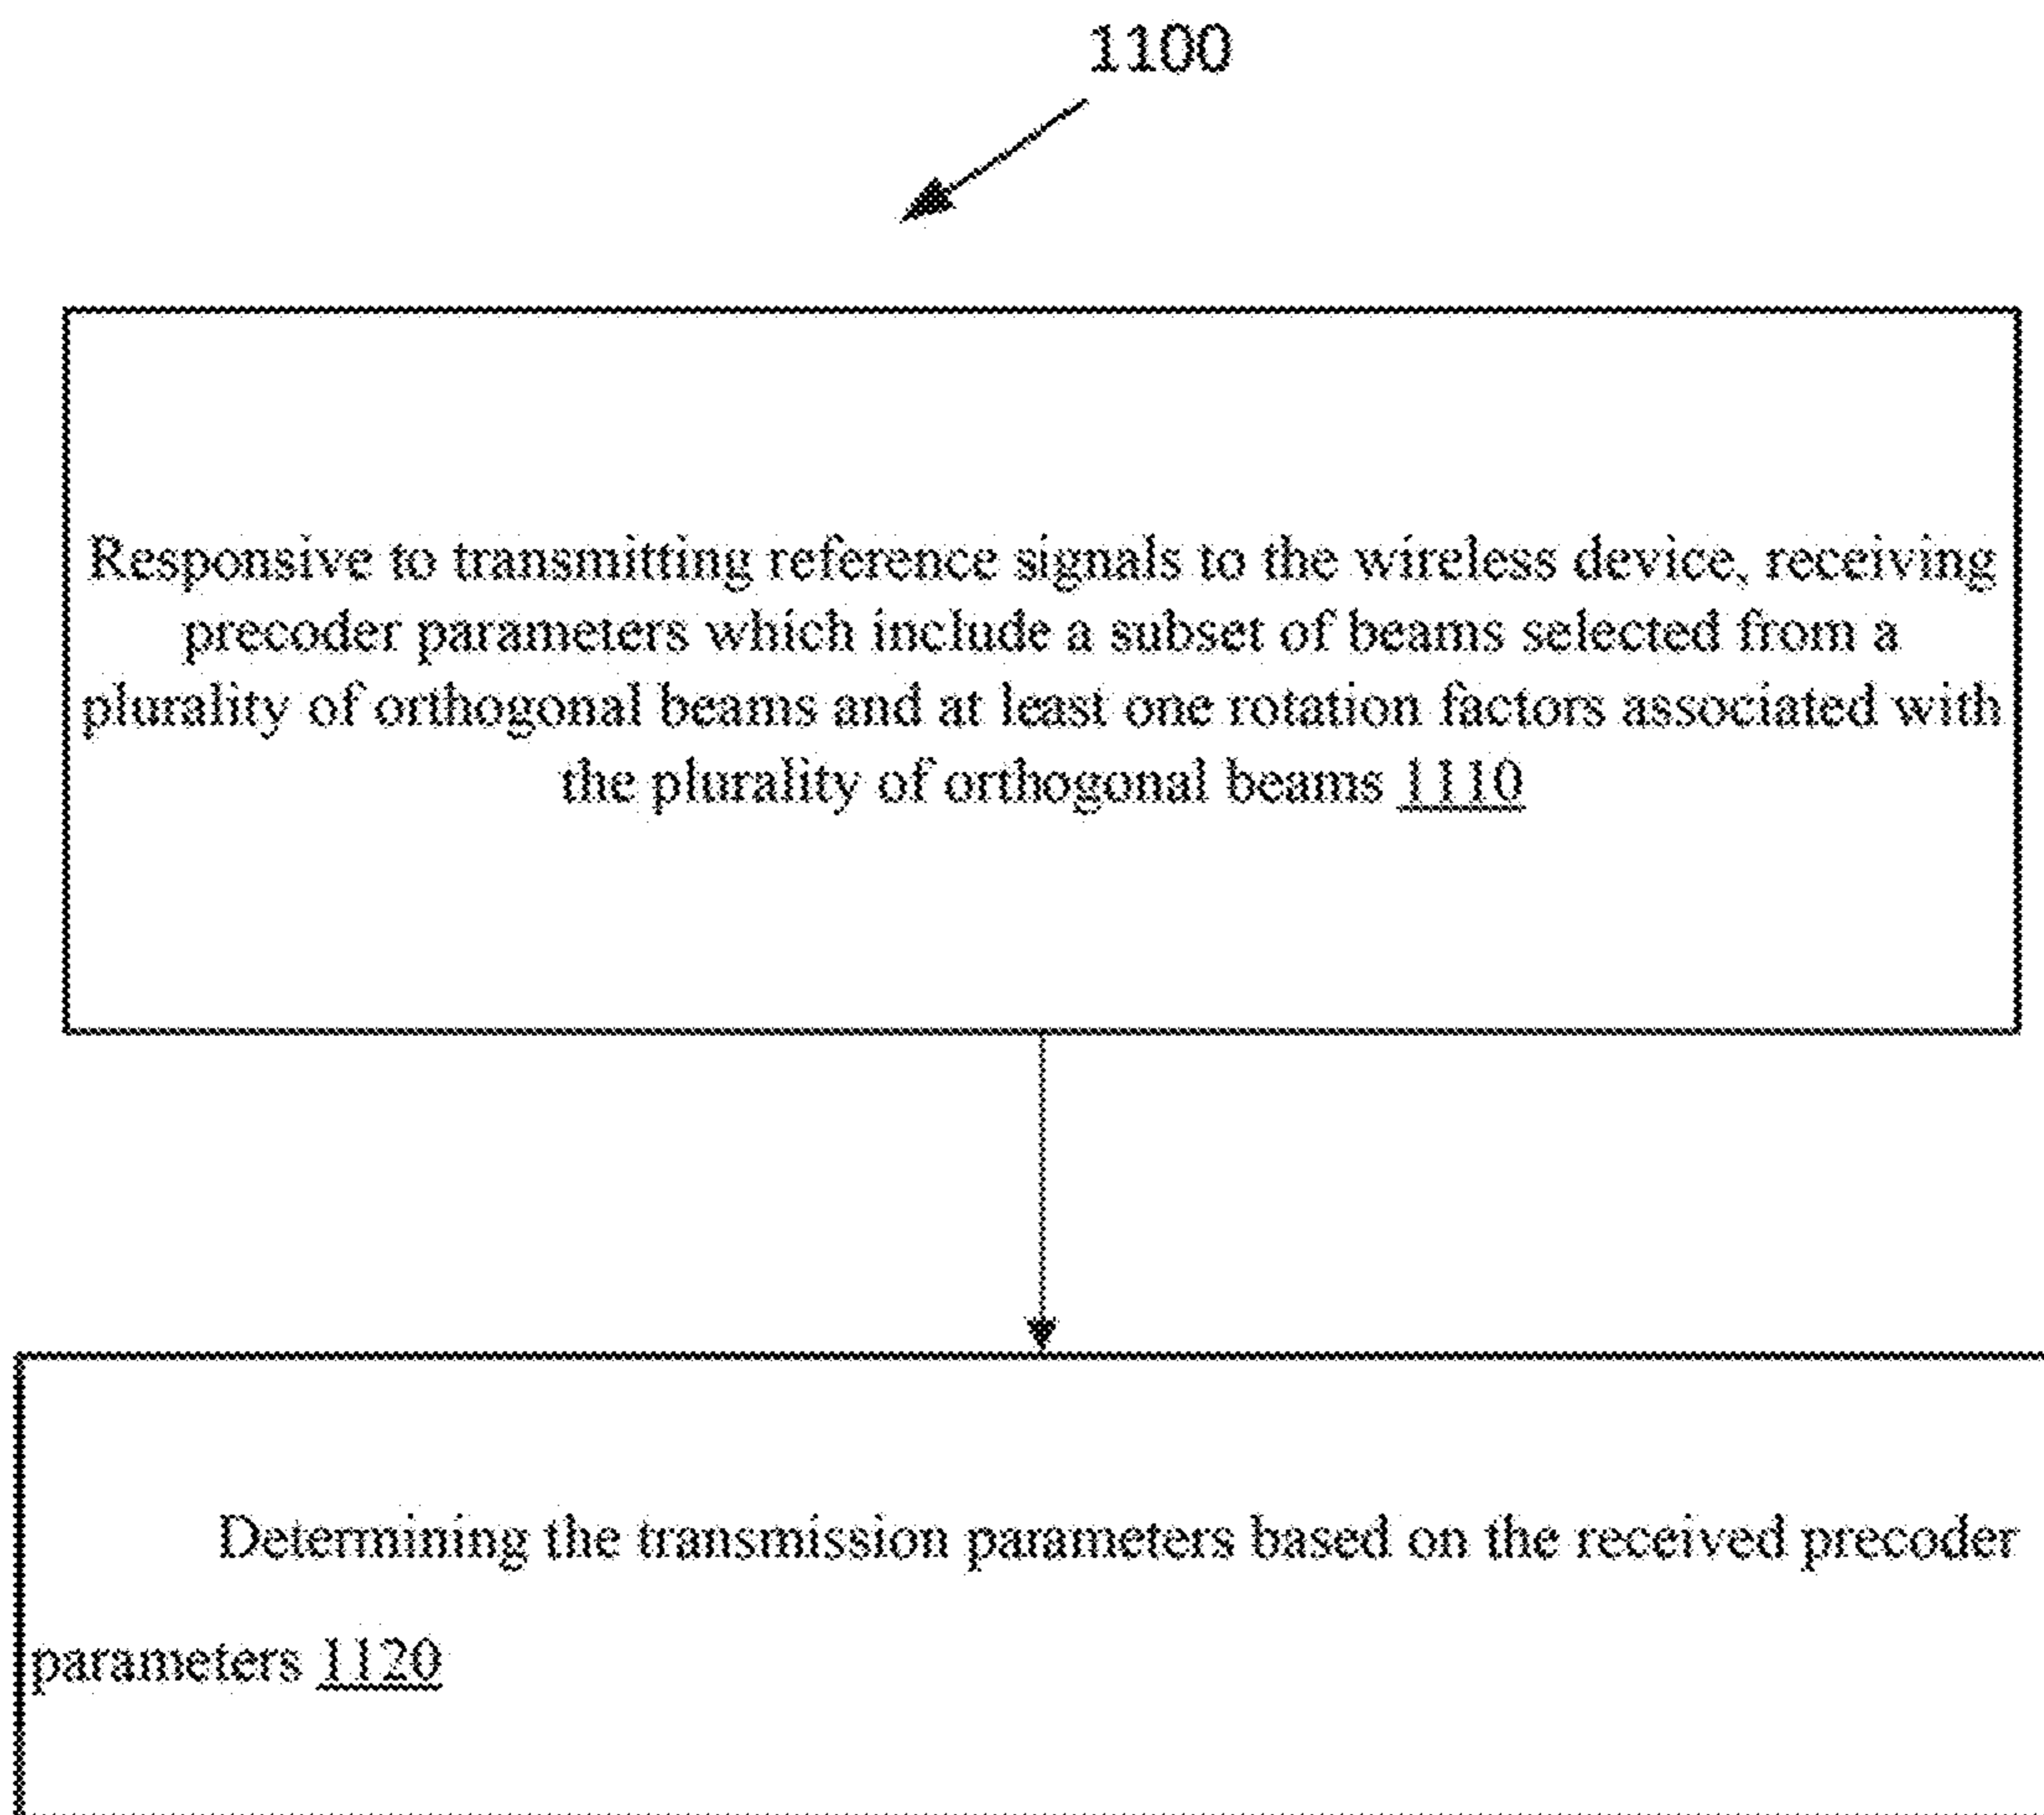 1100
Responsive to transmitting reference signals to the wireless device, receiving
precoder parameters which include a subset of beams selected from a
plurality of orthogonal beams and at least one rotation factors associated with
the plurality of orthogonal beams 1110
Determining the transmission parameters based on the received precoder
parameters 1120